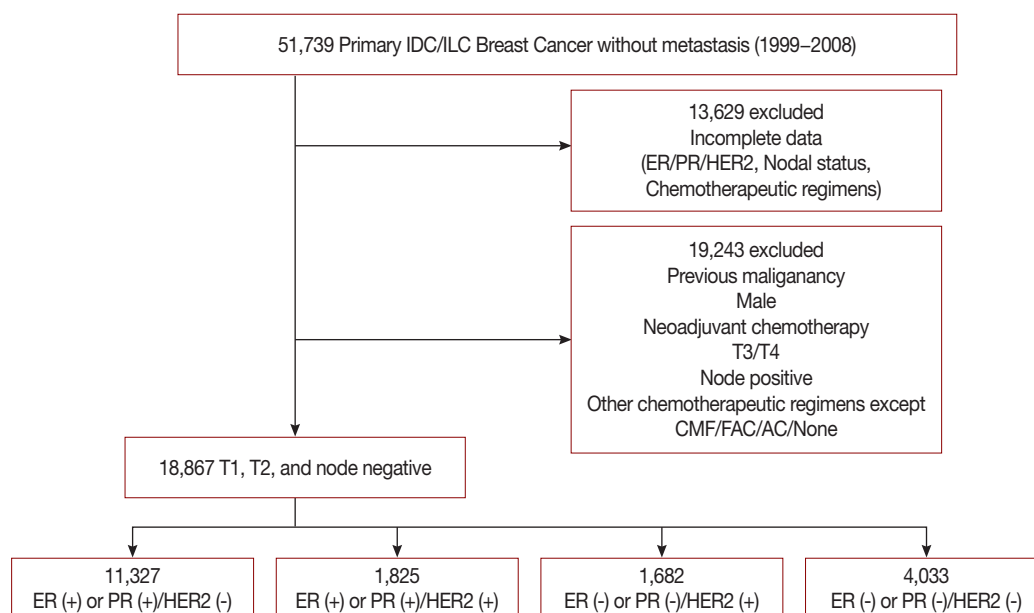 51,739 Primary IDC/ILC Breast Cancer without metastasis (1999–2008)
13,629 excluded
Incomplete data
(ER/PR/HER2, Nodal status,
Chemotherapeutic regimens)
19,243 excluded
Previous maliganancy
Male
Neoadjuvant chemotherapy
T3/T4
Node positive
Other chemotherapeutic regimens except
CMF/FAC/AC/None
18,867 T1, T2, and node negative
11,327
ER (+) or PR (+)/HER2 (-)
1,825
ER (+) or PR (+)/HER2 (+)
1,682
ER (-) or PR (-)/HER2 (+)
4,033
ER (-) or PR (-)/HER2 (-)